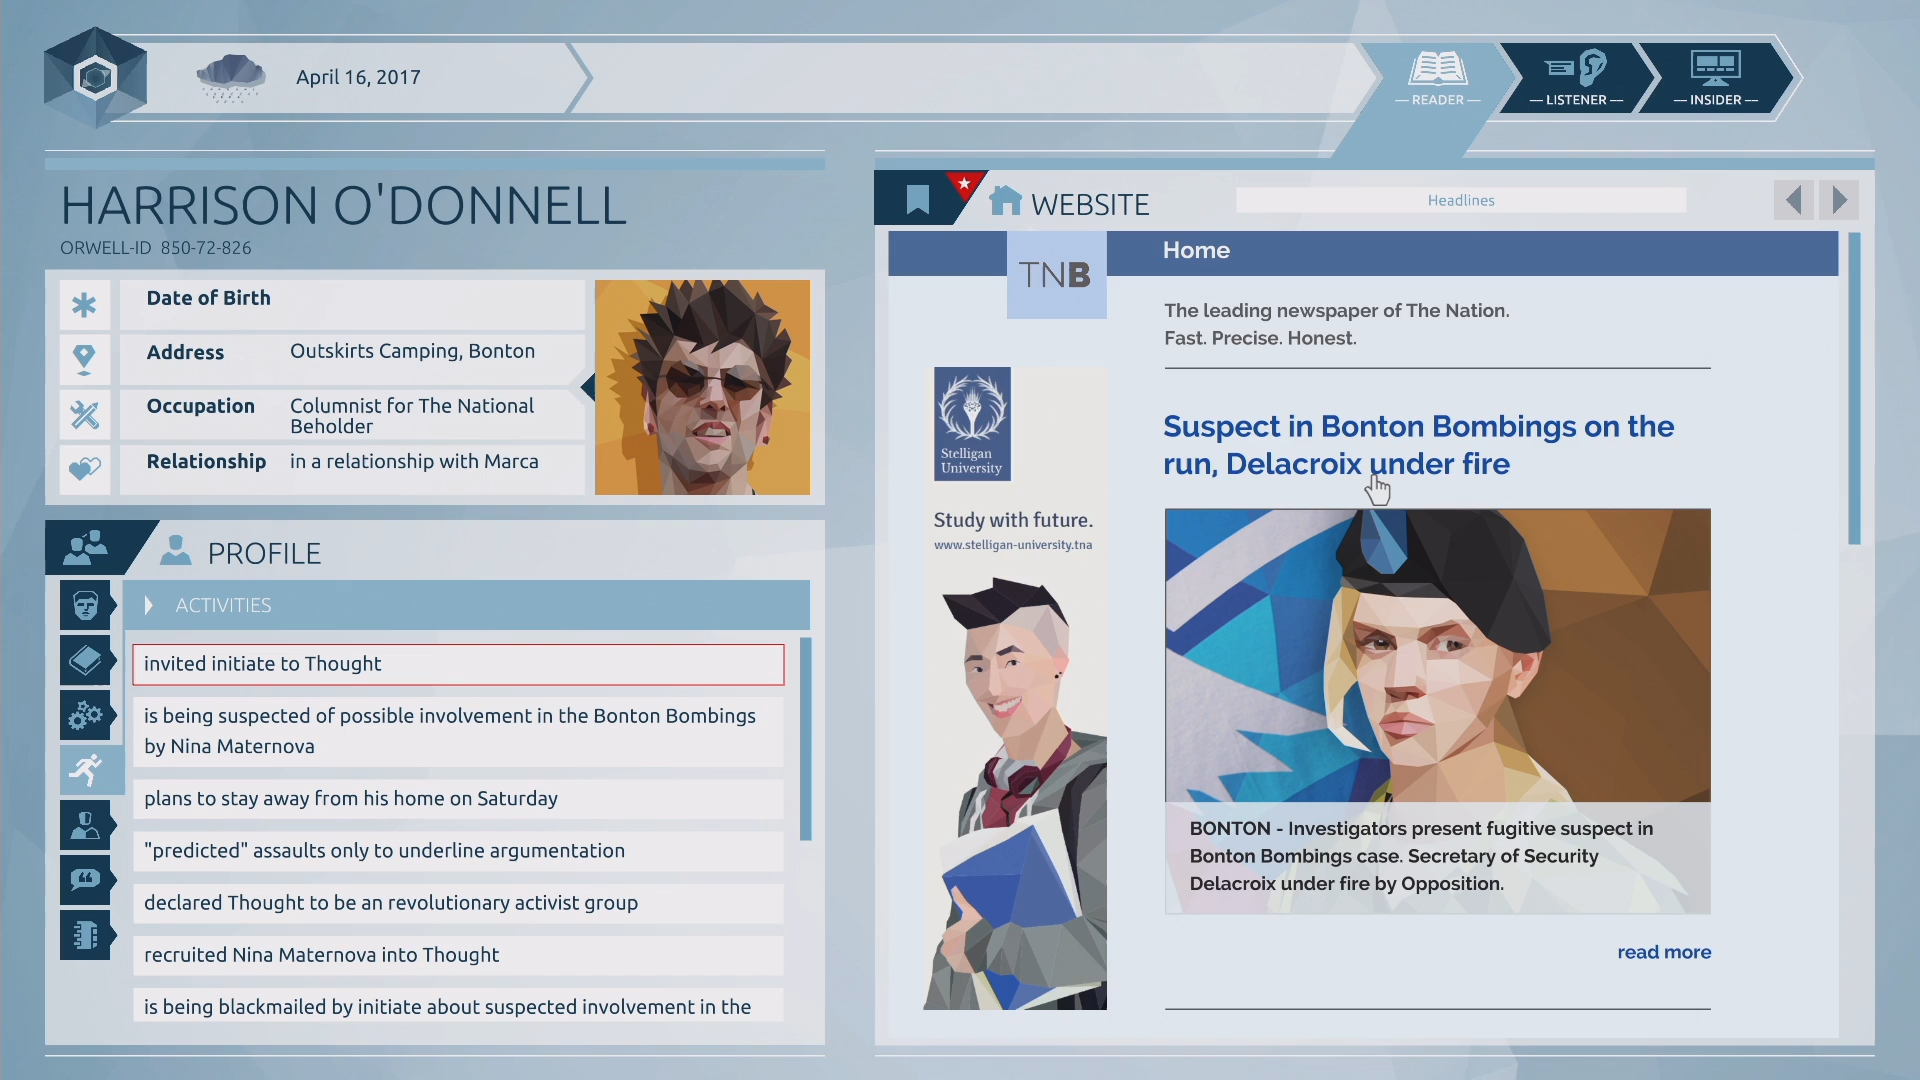 April 16, 2017
READER
LISTENER
INSIDER
HARRISON O'DONNELL
ORWELL-ID 850-72-826
Date of Birth
Address Outskirts Camping, Bonton
Occupation Columnist for The National
Beholder
Relationship in a relationship with Marca
PROFILE
ACTIVITIES
invited initiate to Thought
is being suspected of possible involvement in the Bonton Bombings
by Nina Maternova
plans to stay away from his home on Saturday
"predicted" assaults only to underline argumentation
declared Thought to be an revolutionary activist group
recruited Nina Maternova into Thought
is being blackmailed by initiate about suspected involvement in the
WEBSITE
Headlines
TNB
Home
The leading newspaper of The Nation.
Fast. Precise. Honest.
Stelligan
University
Study with future.
www.stelligan-university.tna
Suspect in Bonton Bombings on the
run, Delacroix under fire
BONTON - Investigators present fugitive suspect in
Bonton Bombings case. Secretary of Security
Delacroix under fire by Opposition.
read more